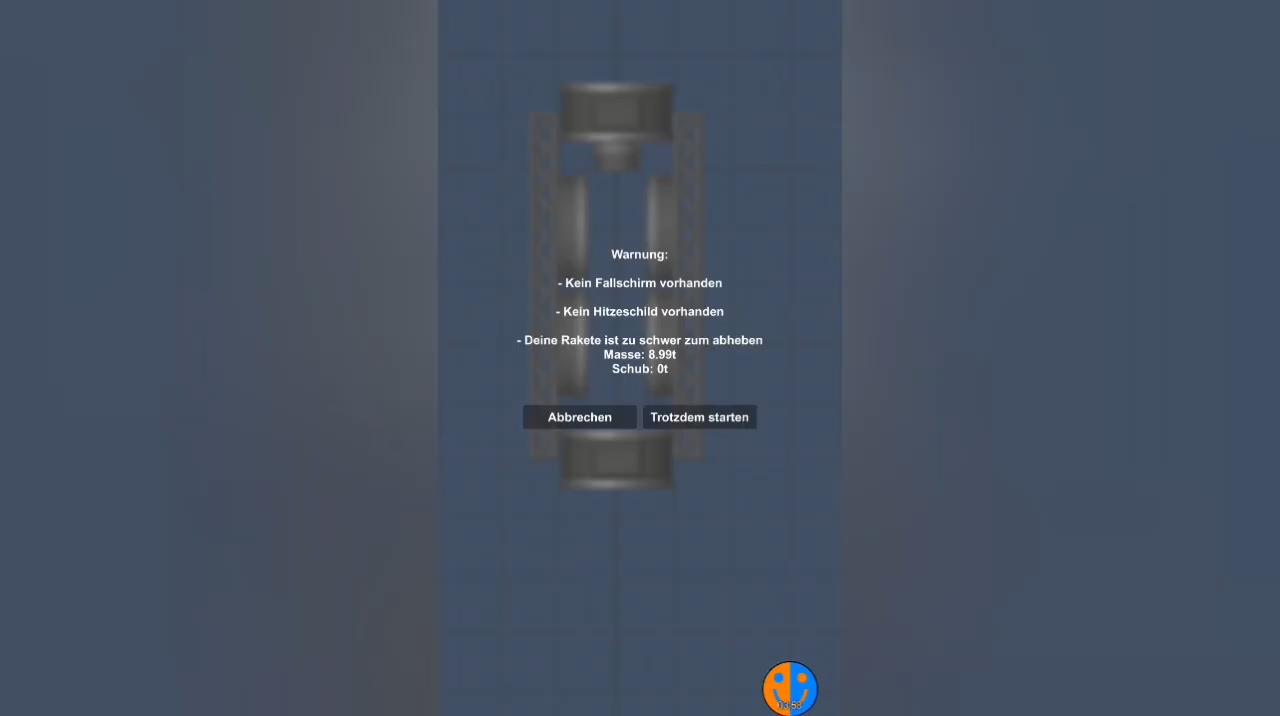 Warnung:
- Kein Fallschirm vorhanden
- Kein Hitzeschild vorhanden
- Deine Rakete ist zu schwer zum abheben
Masse: 8.99t
Schub: 0t
Abbrechen
Trotzdem starten